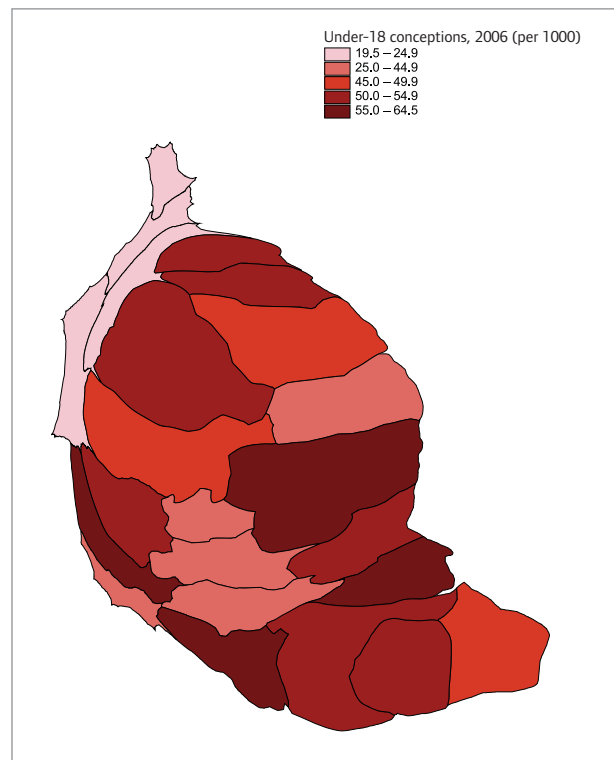 Under-18 conceptions, 2006 (per 1000)
19.5 – 24.9
25.0 – 44.9
45.0 – 49.9
50.0 – 54.9
55.0 – 64.5